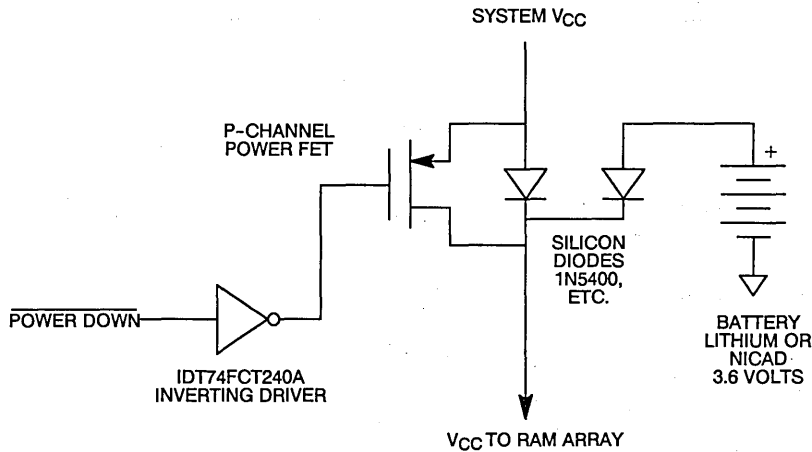 SYSTEM VCC
P-CHANNEL
POWER FET
+
SILICON
DIODES
1N5400,
ETC.
POWER DOWN
IDT74FCT240A
INVERTING DRIVER
BATTERY
LITHIUM OR
NICAD
3.6 VOLTS
VCC TO RAM ARRAY